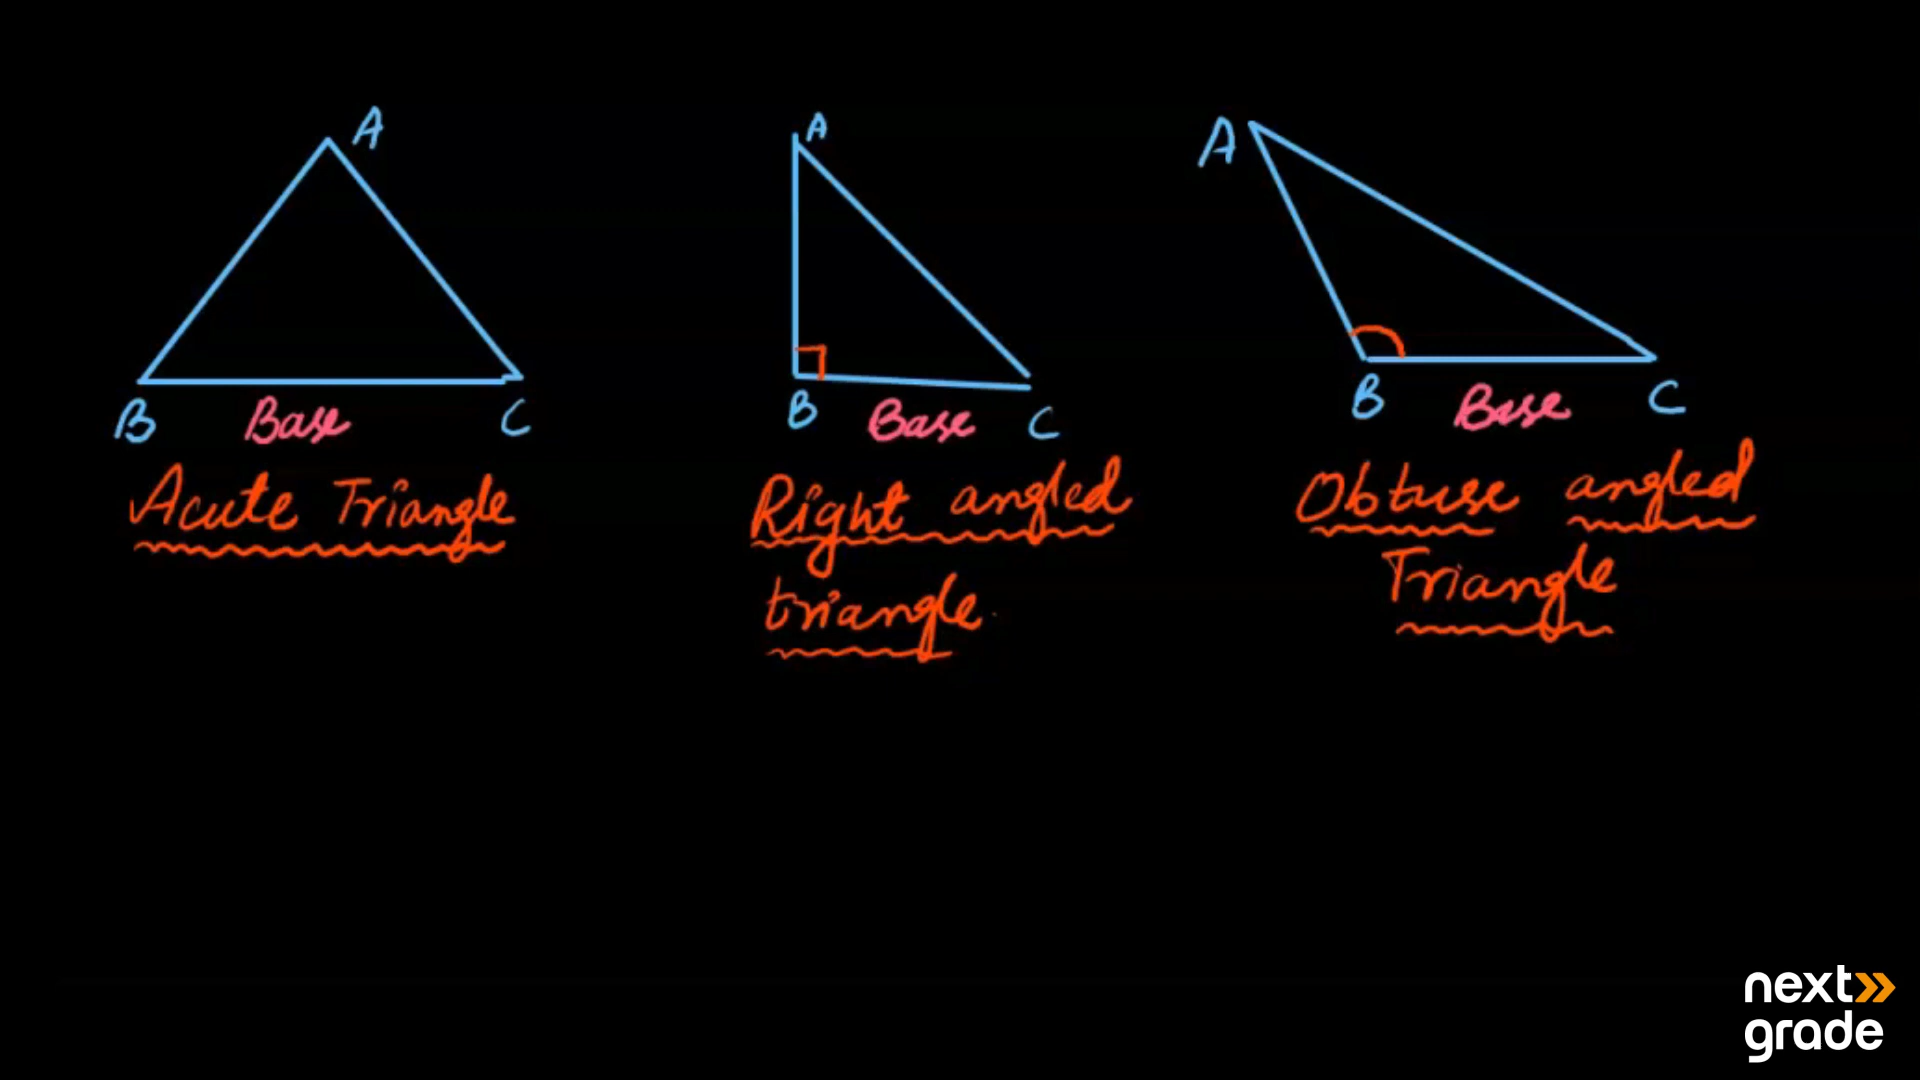 A
B Base C
Acute Triangle
A
B Base C
Right angled
triangle.
A
B Base C
Obtuse angled
Triangle
next
grade